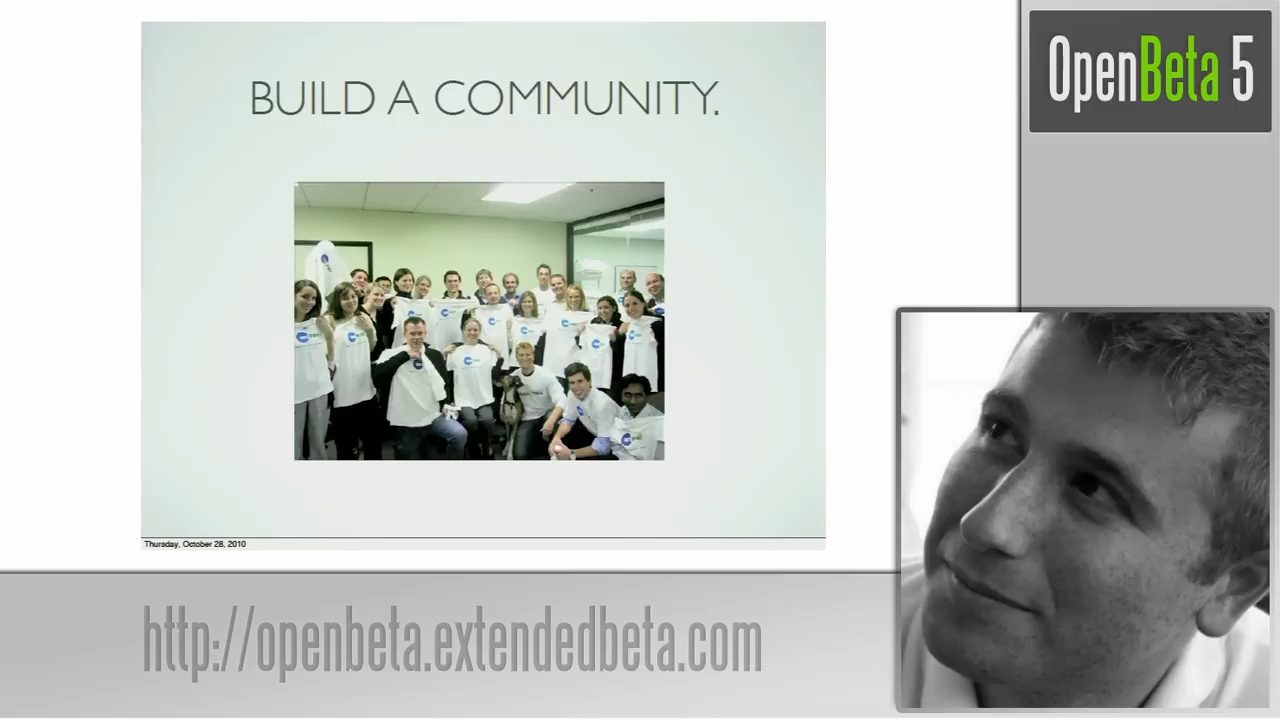 BUILD A COMMUNITY.
OpenBeta 5
Thursday, October 28, 2010
http://openbeta.extendedbeta.com